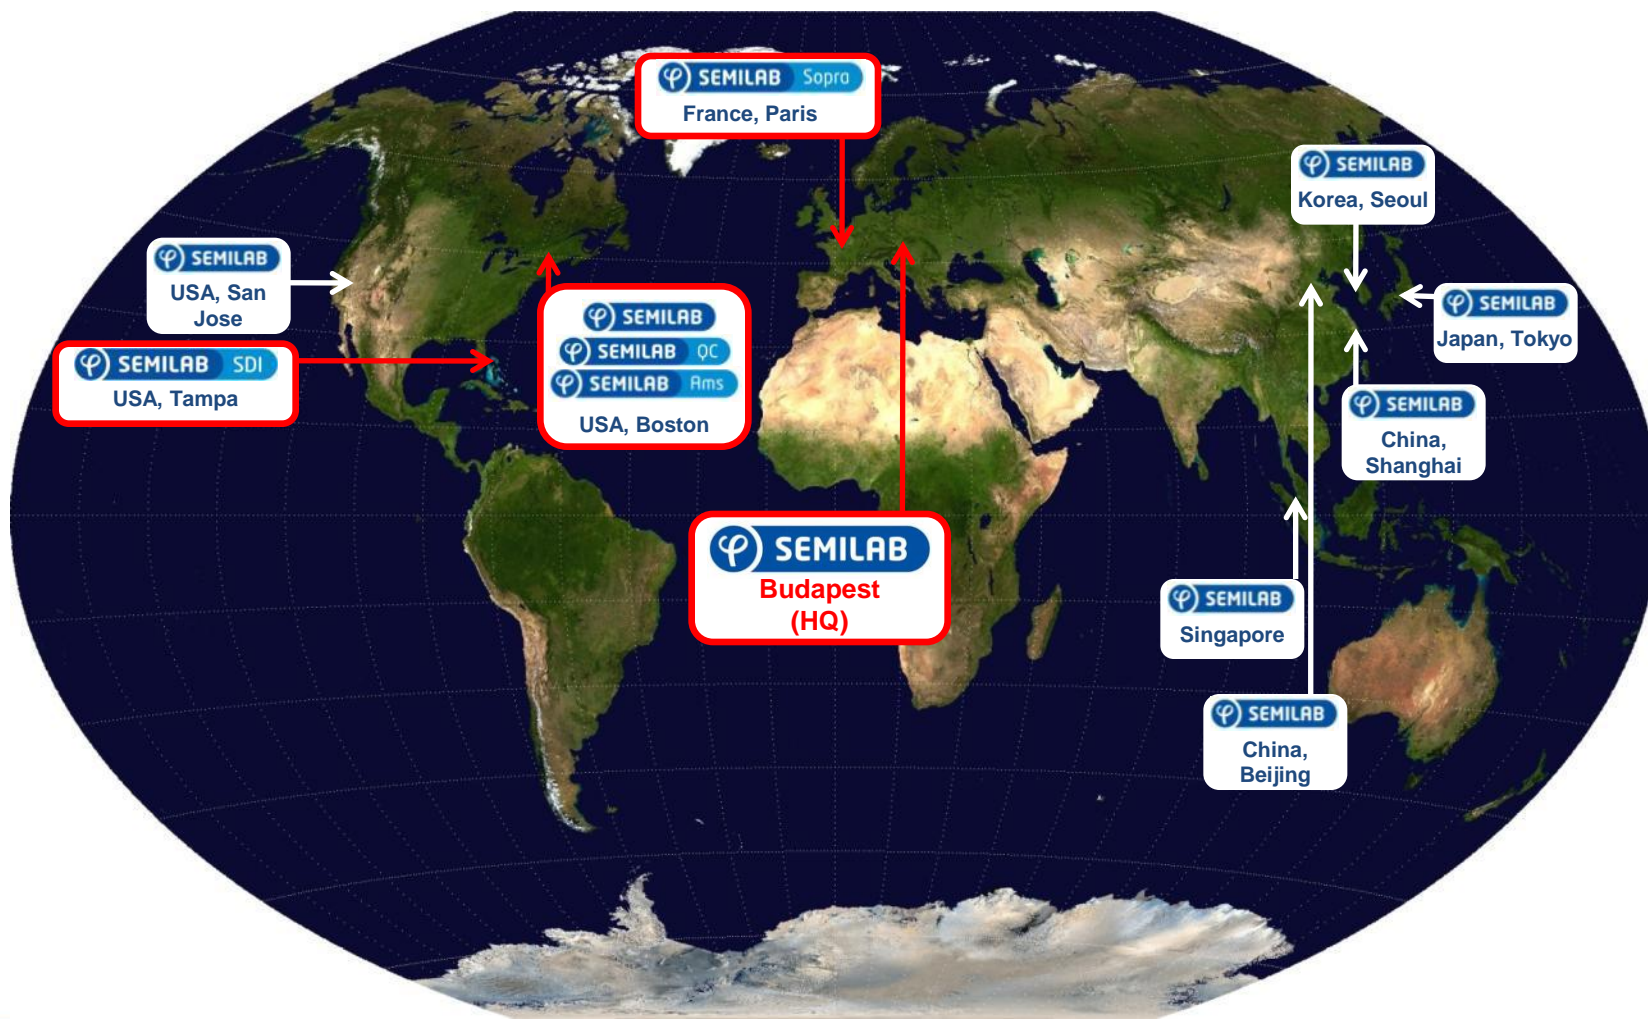 φ SEMILAB Sopra
France, Paris
φ SEMILAB
Korea, Seoul
φ SEMILAB
USA, San
Jose
φ SEMILAB
Japan, Tokyo
φ SEMILAB SDI
USA, Tampa
φ SEMILAB
φ SEMILAB QC
φ SEMILAB Ams
USA, Boston
φ SEMILAB
China,
Shanghai
φ SEMILAB
Budapest
(HQ)
φ SEMILAB
Singapore
φ SEMILAB
China,
Beijing